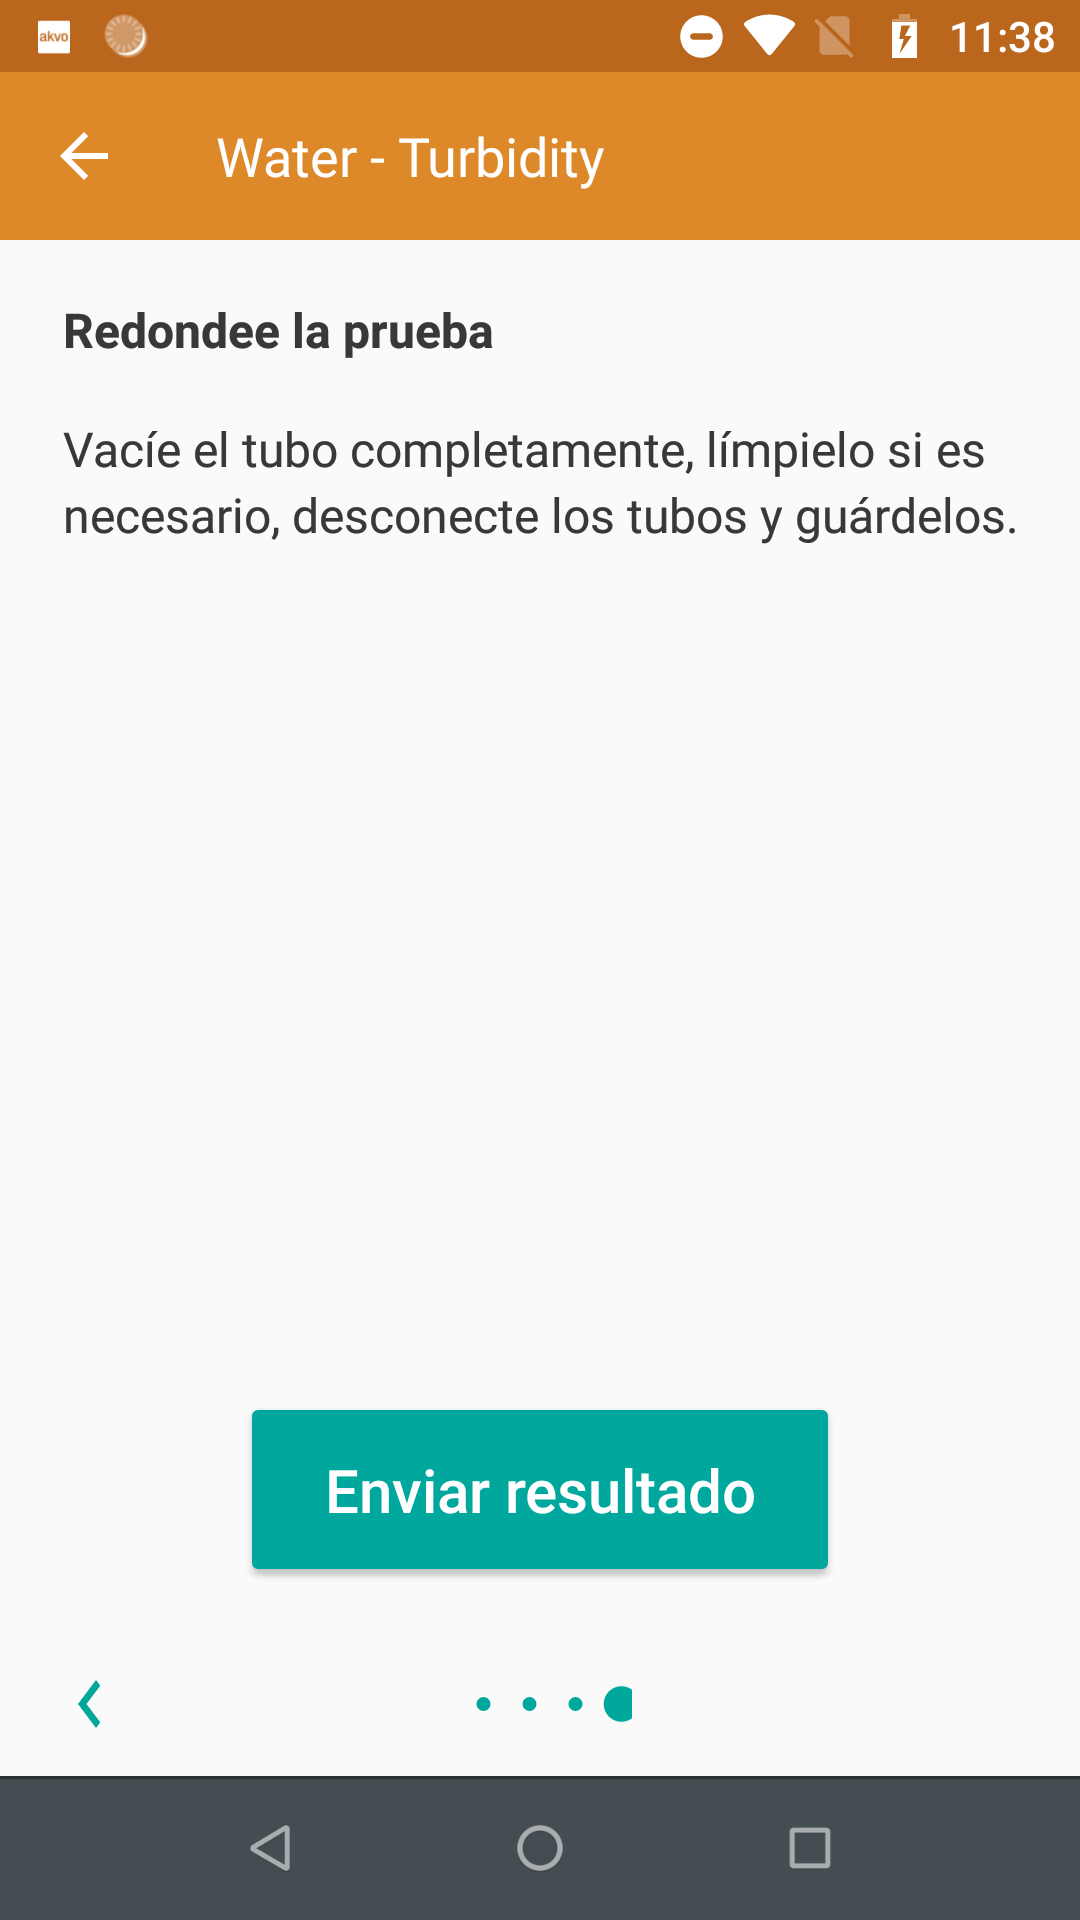 akvo
11:38
Water - Turbidity
Redondee la prueba
Vacíe el tubo completamente, límpielo si es
necesario, desconecte los tubos y guárdelos.
Enviar resultado